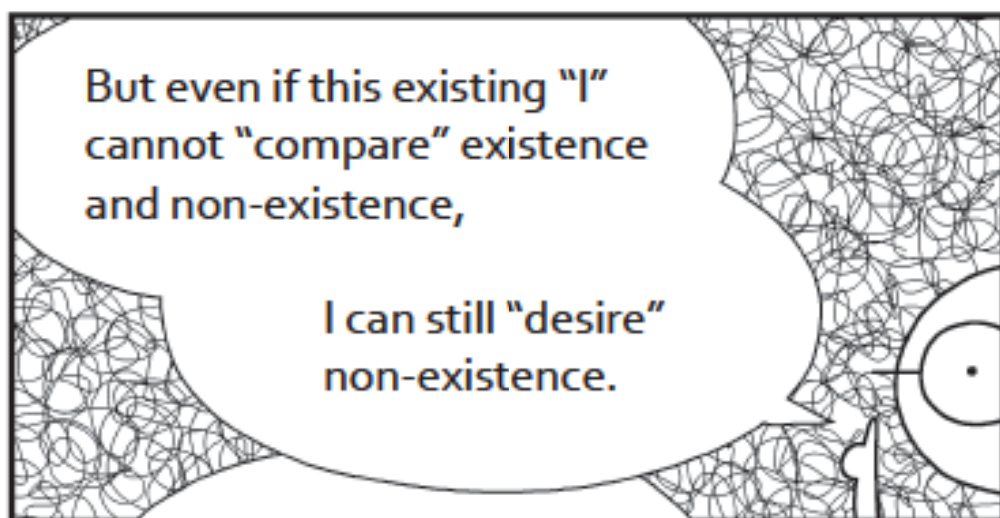 But even if this existing “I”
cannot “compare” existence
and non-existence,
I can still “desire”
non-existence.